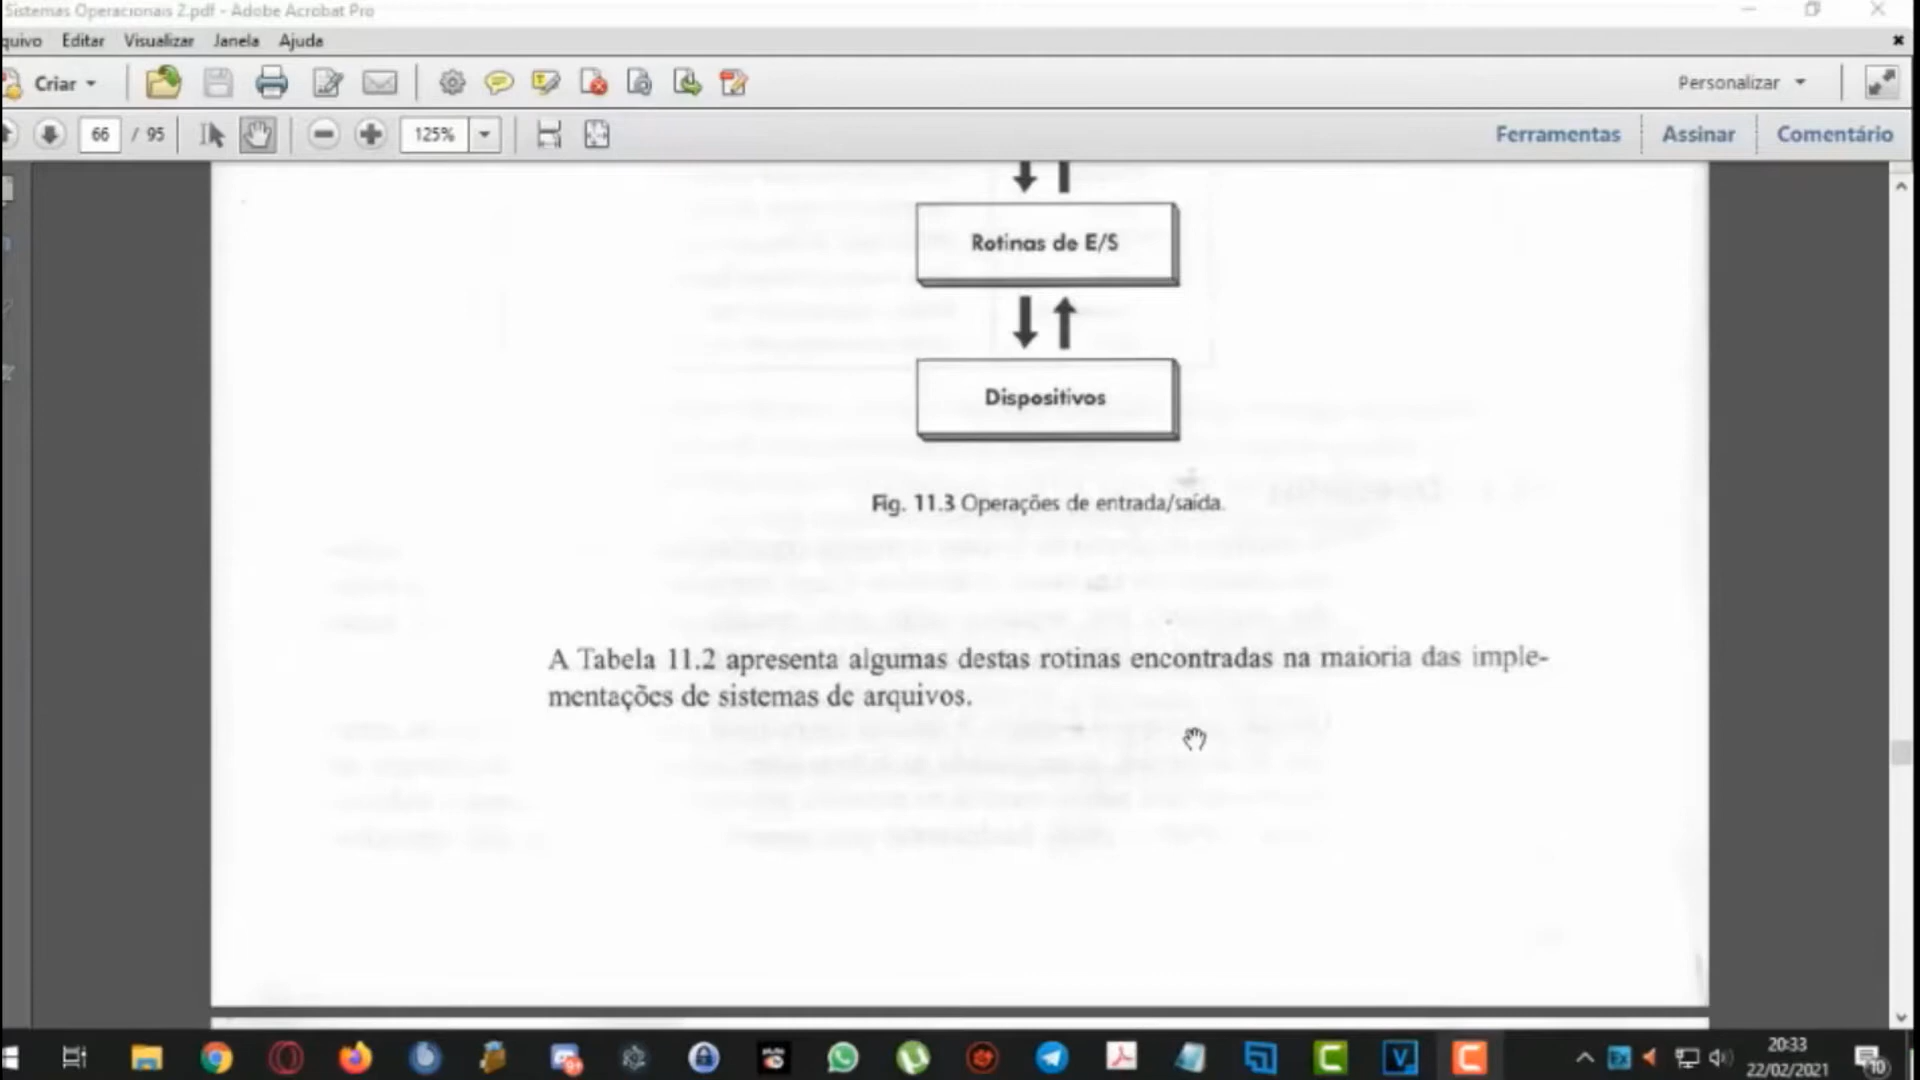 Sistemas Operacionais 2.pdf - Adobe Acrobat Pro
quivo Editar Visualizar Janela Ajuda
Criar
Personalizar
66 / 95
125%
Ferramentas
Assinar
Comentário
Rotinas de E/S
Dispositivos
Fig. 11.3 Operações de entrada/saída.
A Tabela 11.2 apresenta algumas destas rotinas encontradas na maioria das imple-
mentações de sistemas de arquivos.
20:33
22/02/2021
10